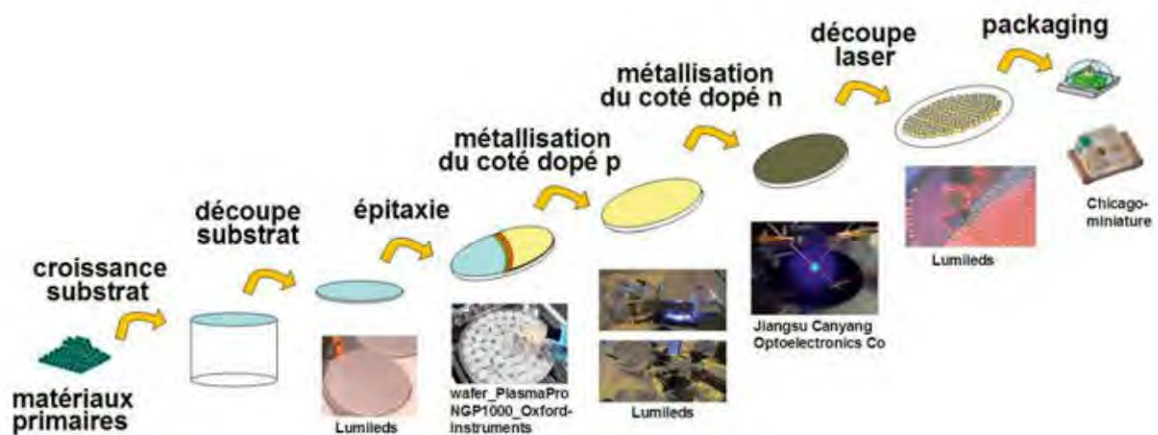 matériaux
primaires
croissance
substrat
découpe
substrat
épitaxie
métallisation
du coté dopé p
métallisation
du coté dopé n
découpe
laser
packaging
Lumileds
wafer_PlasmaPro
NGP1000_Oxford-
Instruments
Lumileds
Jiangsu Canyang
Optoelectronics Co
Lumileds
Chicago-
miniature